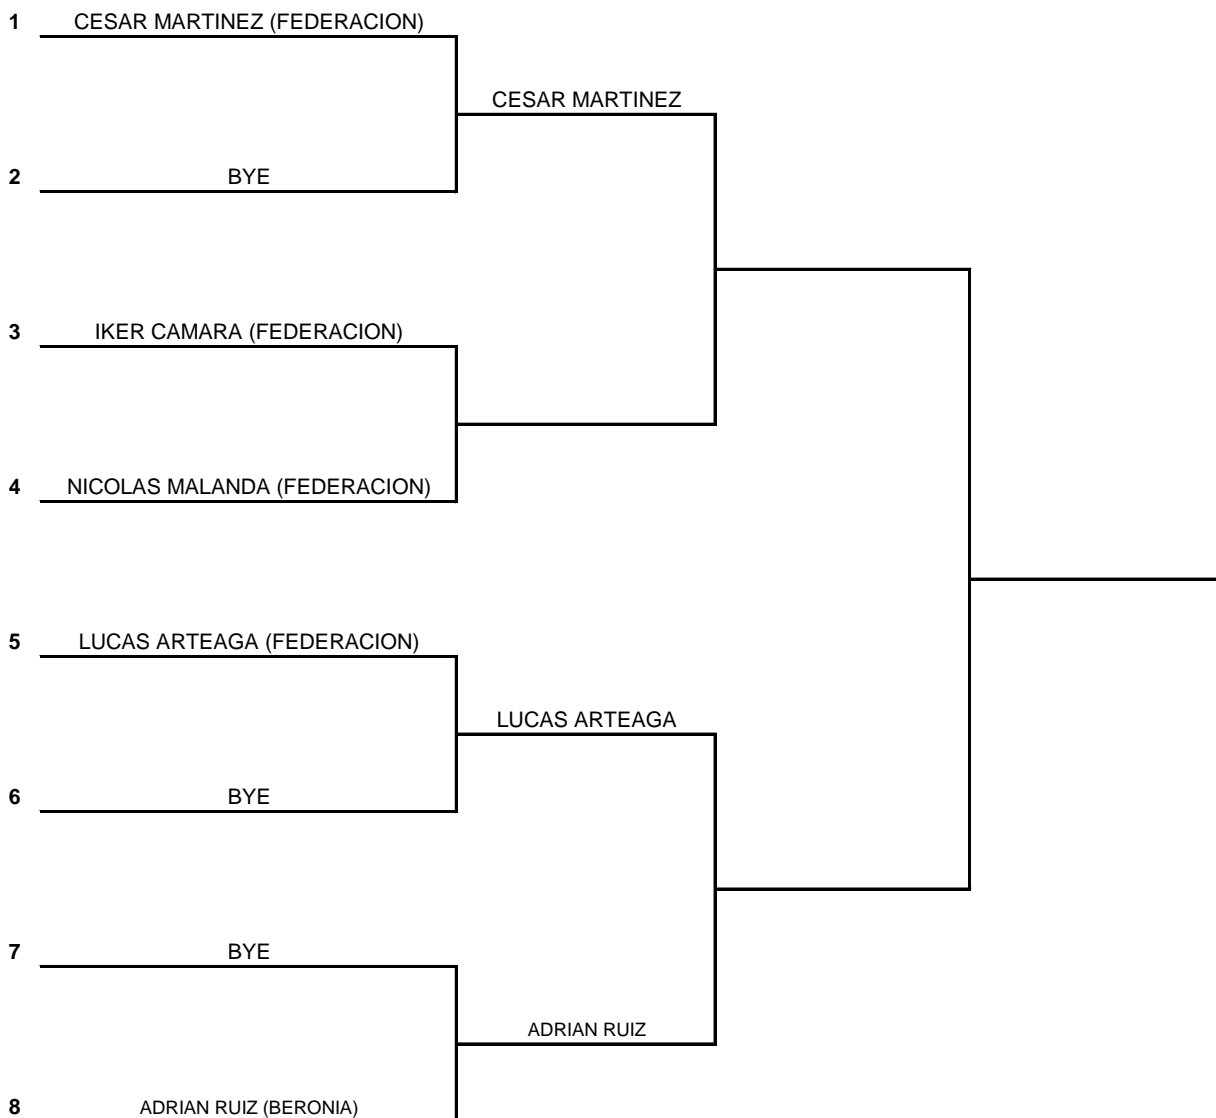 1 CESAR MARTINEZ (FEDERACION)
CESAR MARTINEZ
2 BYE
3 IKER CAMARA (FEDERACION)
4 NICOLAS MALANDA (FEDERACION)
5 LUCAS ARTEAGA (FEDERACION)
LUCAS ARTEAGA
6 BYE
7 BYE
ADRIAN RUIZ
8 ADRIAN RUIZ (BERONIA)